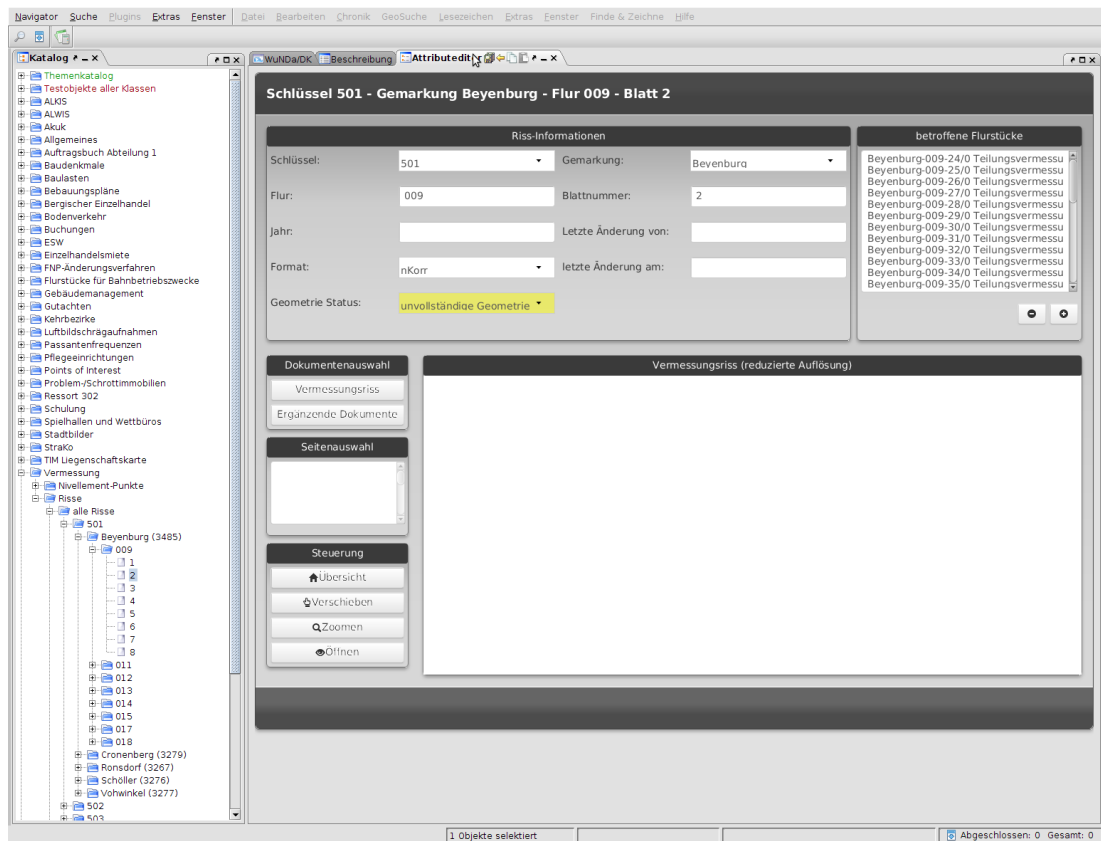 Navigator Suche Plugins Extras Fenster Datei Bearbeiten Chronik GeoSuche Lesezeichen Extras Fenster Finde & Zeichne Hilfe
Katalog
WuNDa/DK Beschreibung Attributedit
Themenkatalog
Testobjekte aller Klassen
ALKIS
ALWIS
Akuk
Allgemeines
Auftragsbuch Abteilung 1
Baudenkmale
Baulasten
Bebauungspläne
Bergischer Einzelhandel
Bodenverkehr
Buchungen
ESW
Einzelhandelsmiete
FNP-Änderungsverfahren
Flurstücke für Bahnbetriebszwecke
Gebäudemanagement
Gutachten
Kehrbezirke
Luftbildschrägaufnahmen
Passantenfrequenzen
Pflegeeinrichtungen
Points of Interest
Problem-/Schrottimmobilien
Ressort 302
Schulung
Spielhallen und Wettbüros
Stadtbilder
StraKo
TIM Liegenschaftskarte
Vermessung
Nivellement-Punkte
Risse
alle Risse
501
Beyenburg (3485)
009
1
2
3
4
5
6
7
8
011
012
013
014
015
017
018
Cronenberg (3279)
Ronsdorf (3267)
Schöller (3276)
Vohwinkel (3277)
502
503
Schlüssel 501 - Gemarkung Beyenburg - Flur 009 - Blatt 2
Riss-Informationen
Schlüssel: 501 Gemarkung: Beyenburg
Flur: 009 Blattnummer: 2
Jahr: Letzte Änderung von:
Format: nKorr letzte Änderung am:
Geometrie Status: unvollständige Geometrie
betroffene Flurstücke
Beyenburg-009-24/0 Teilungsvermessu
Beyenburg-009-25/0 Teilungsvermessu
Beyenburg-009-26/0 Teilungsvermessu
Beyenburg-009-27/0 Teilungsvermessu
Beyenburg-009-28/0 Teilungsvermessu
Beyenburg-009-29/0 Teilungsvermessu
Beyenburg-009-30/0 Teilungsvermessu
Beyenburg-009-31/0 Teilungsvermessu
Beyenburg-009-32/0 Teilungsvermessu
Beyenburg-009-33/0 Teilungsvermessu
Beyenburg-009-34/0 Teilungsvermessu
Beyenburg-009-35/0 Teilungsvermessu
Dokumentenauswahl
Vermessungsriss
Ergänzende Dokumente
Seitenauswahl
Steuerung
Übersicht
Verschieben
Zoomen
Öffnen
Vermessungsriss (reduzierte Auflösung)
1 Objekte selektiert
Abgeschlossen: 0 Gesamt: 0